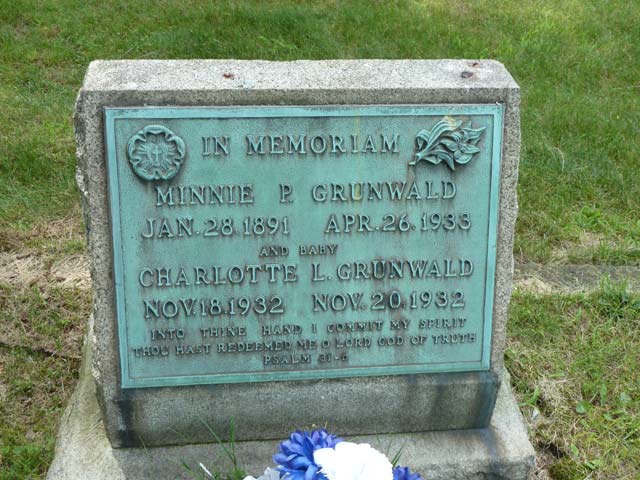 IN MEMORIAM
MINNIE P. GRUNWALD
JAN. 28. 1891 APR. 26. 1933
AND BABY
CHARLOTTE L. GRUNWALD
NOV. 18. 1932 NOV. 20. 1932
INTO THINE HAND I COMMIT MY SPIRIT
THOU HAST REDEEMED ME O LORD GOD OF TRUTH
PSALM 31-6